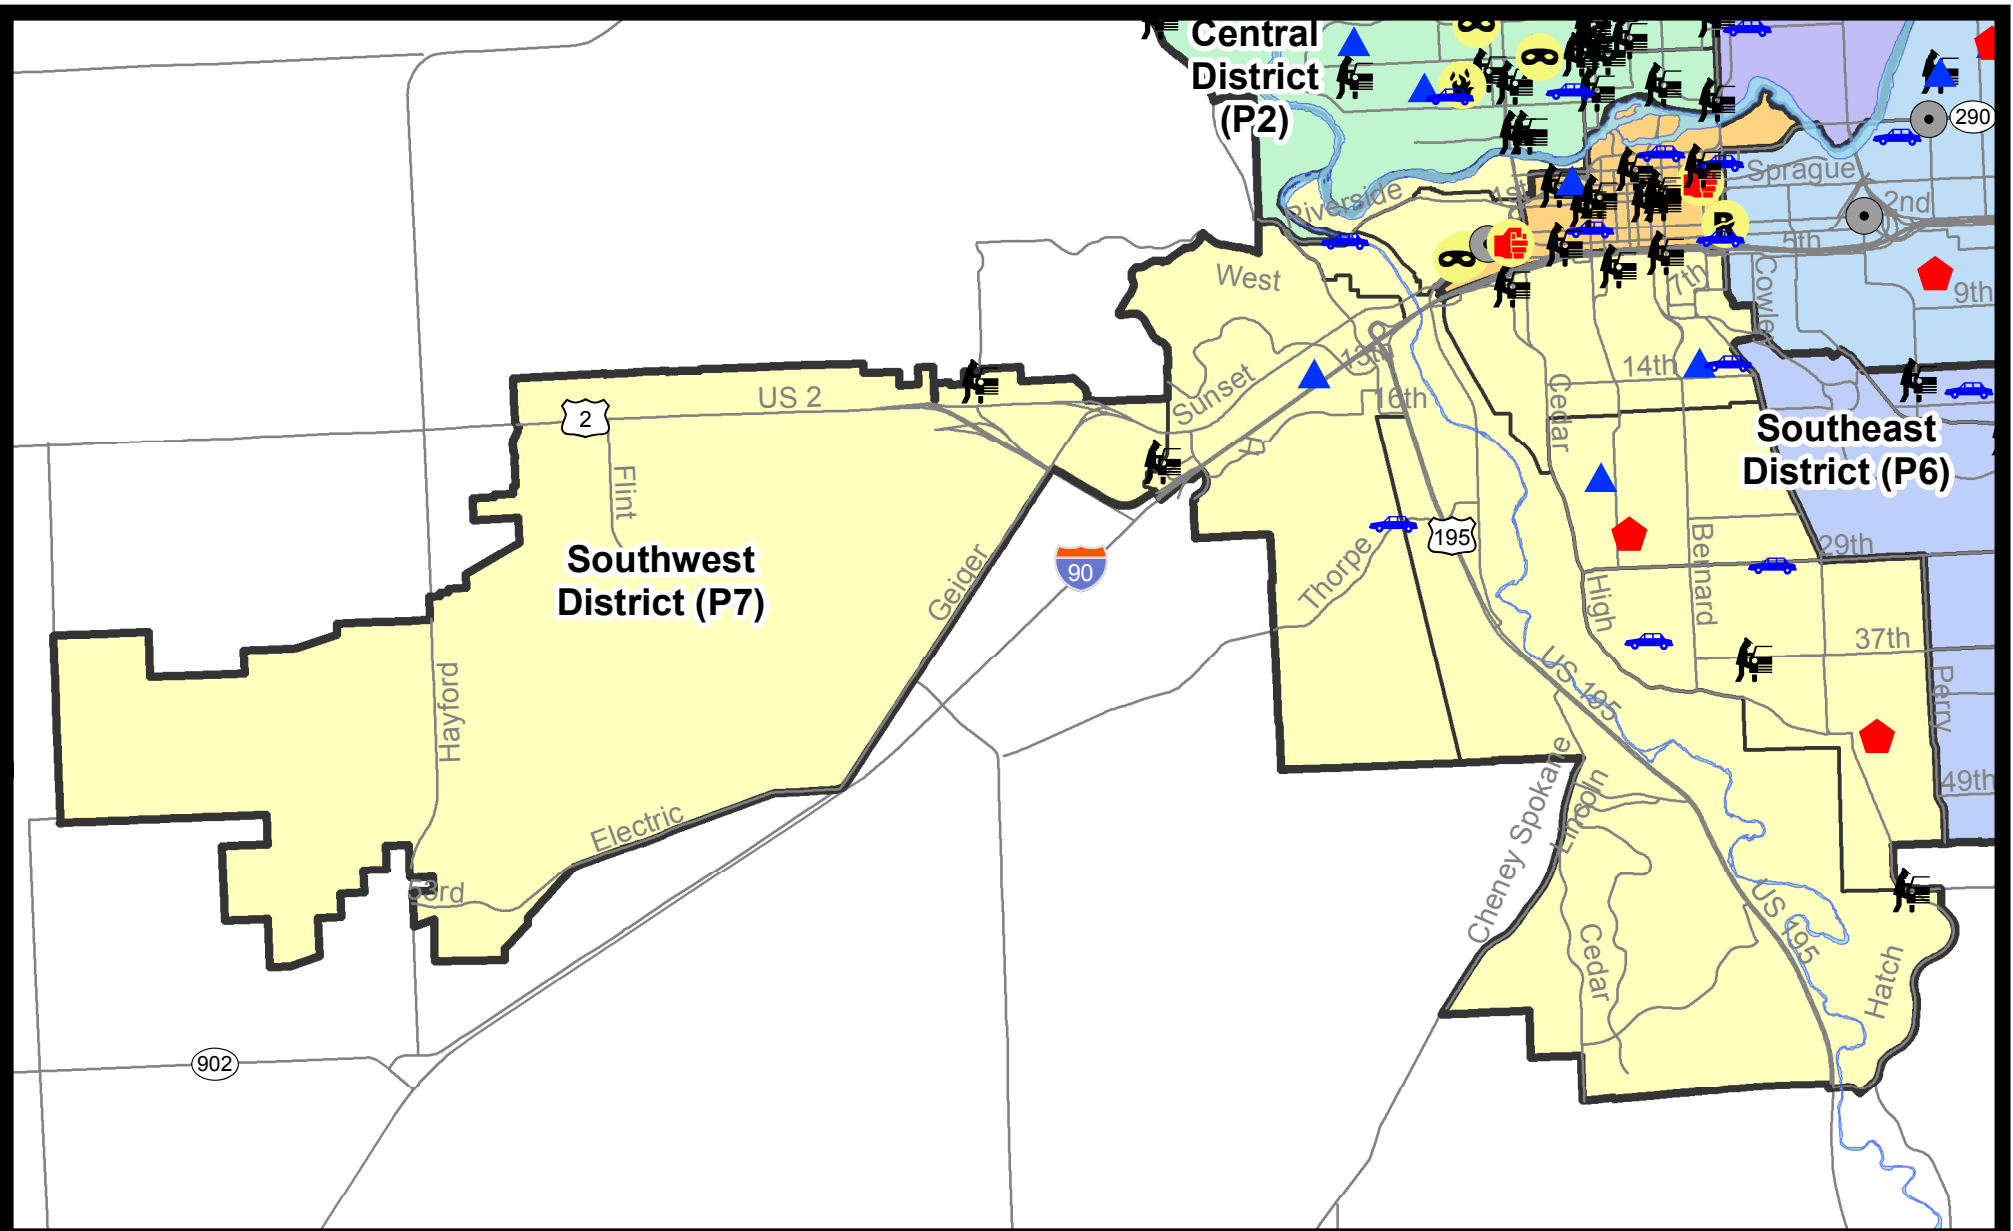 Central
District
(P2)
290
Sprague
Riverside
1st
2nd
5th
West
7th
Cowley
9th
13th
14th
US 2
2
Sunset
16th
Cedar
Southeast
District (P6)
Flint
195
Bernard
29th
Southwest
District (P7)
Geiger
90
Thorpe
High
37th
Hayford
US 195
Perry
Cheney Spokane
Lincoln
49th
Electric
53rd
US 195
Cedar
Hatch
902